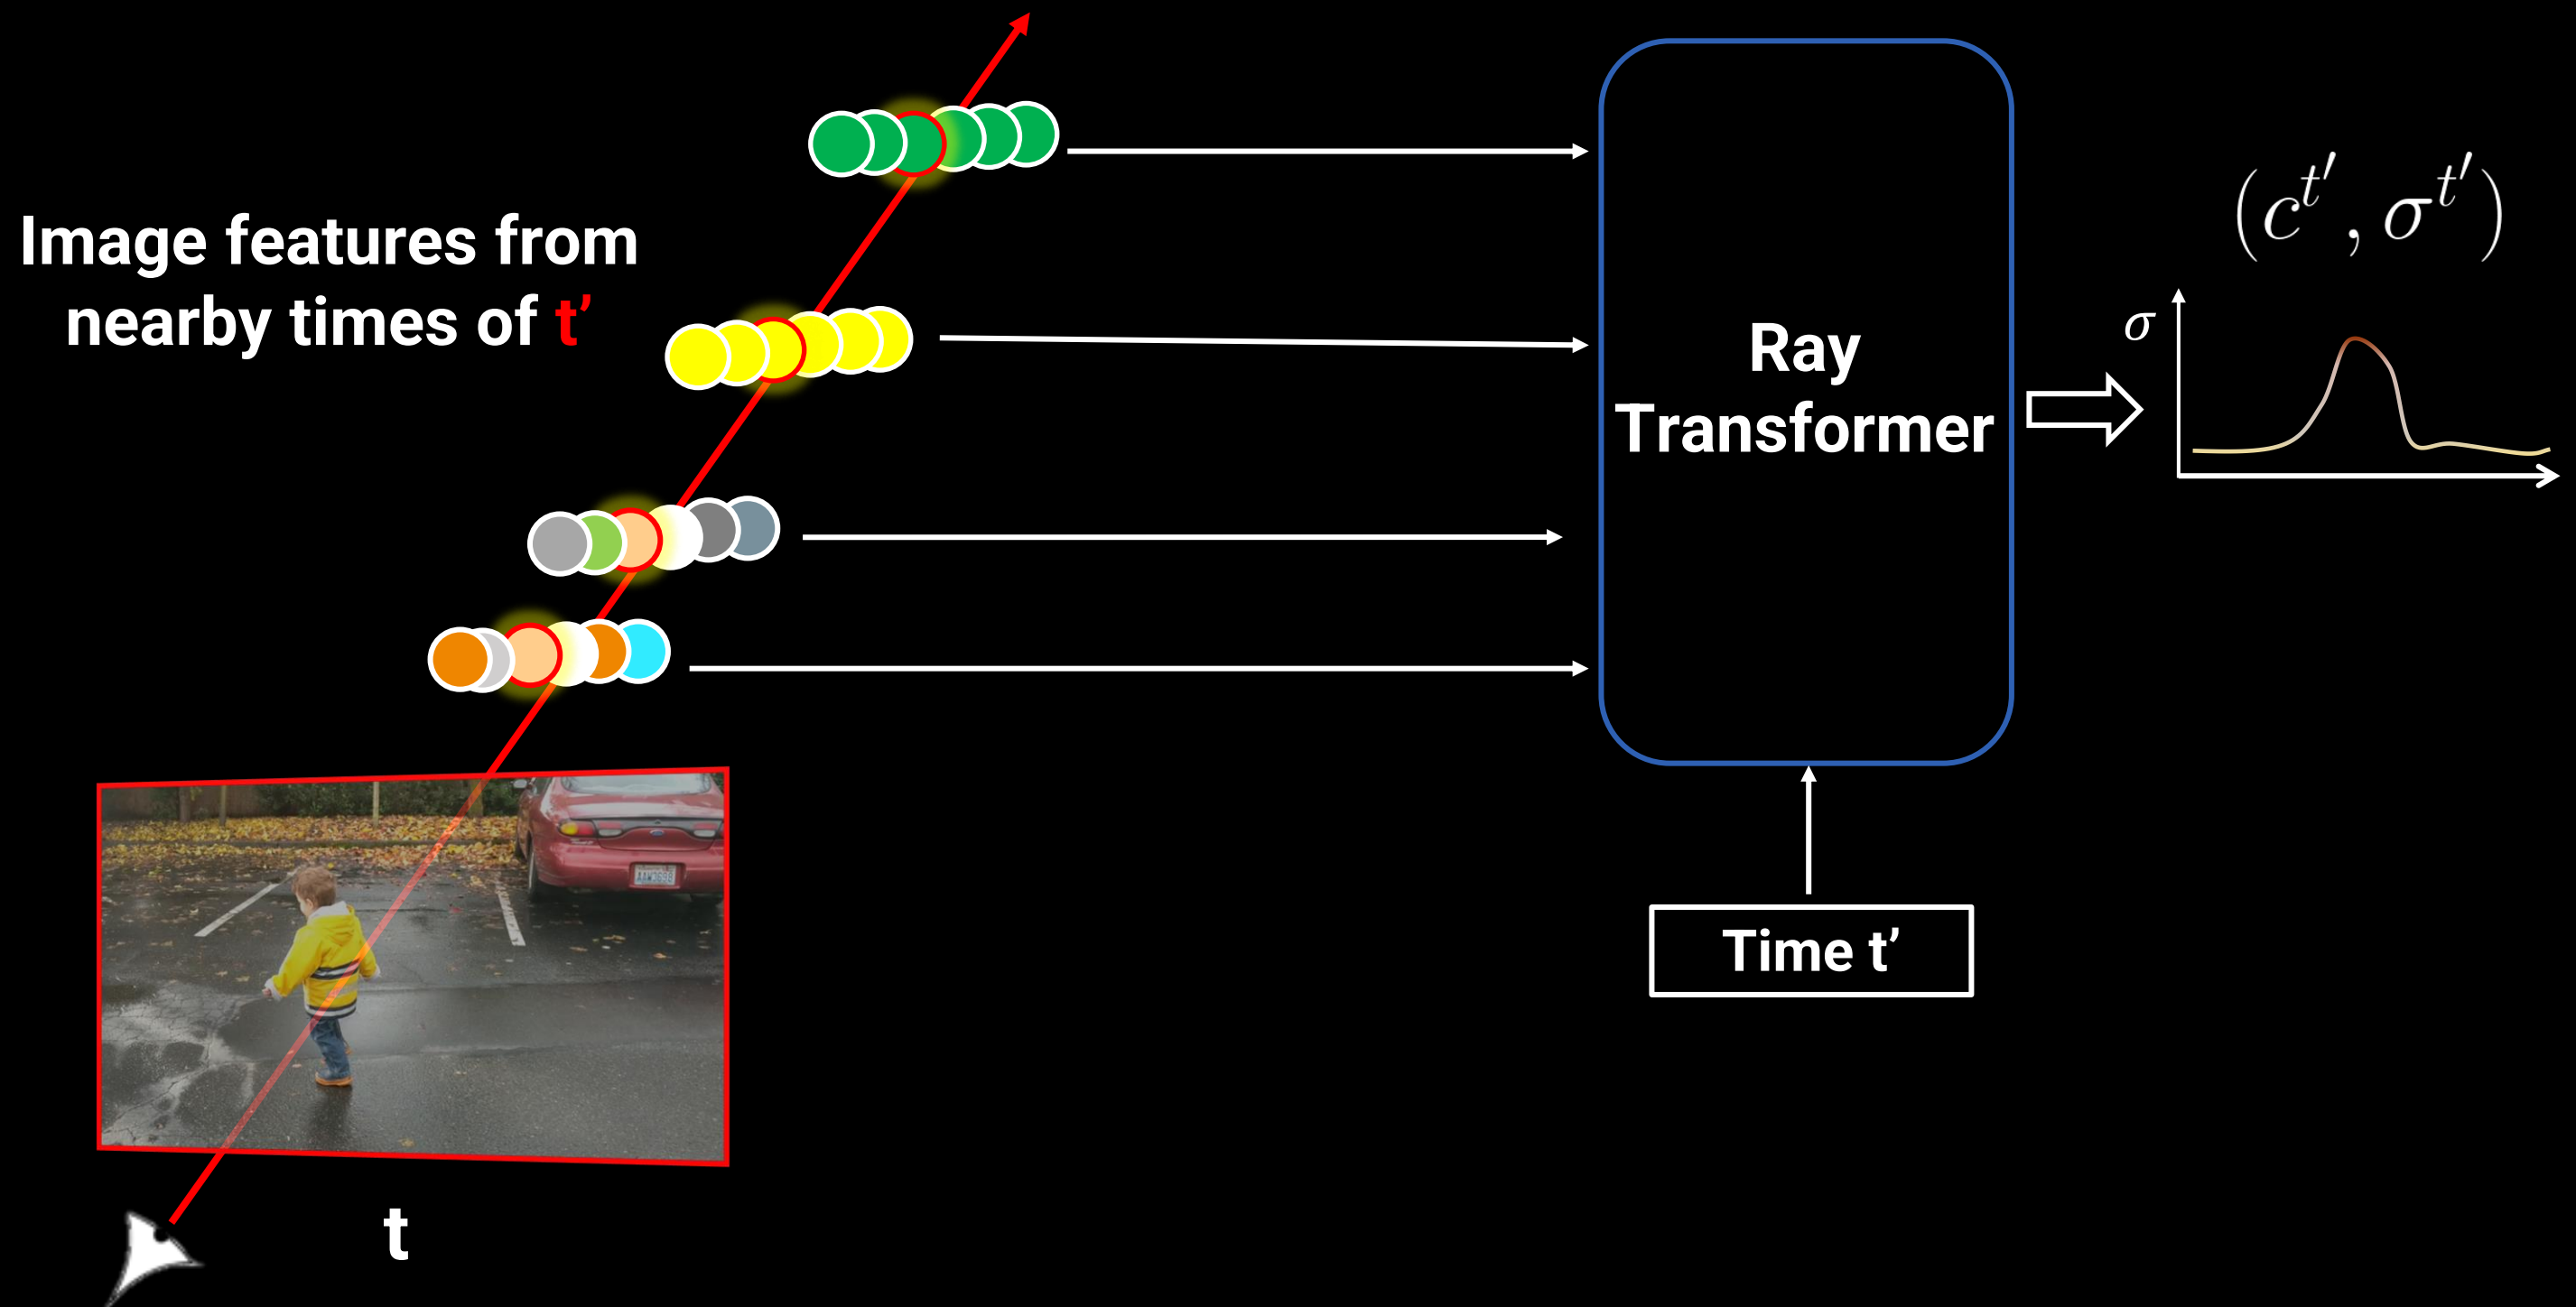 Image features from
nearby times of t’
Ray
Transformer
(c^{t'}, σ^{t'})
σ
Time t’
t